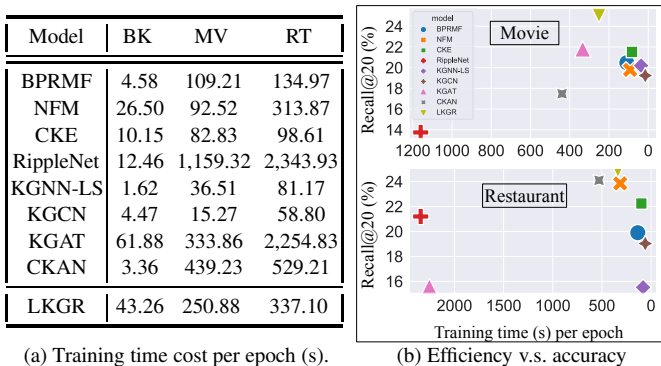 Model BK MV RT
BPRMF 4.58 109.21 134.97
NFM 26.50 92.52 313.87
CKE 10.15 82.83 98.61
RippleNet 12.46 1,159.32 2,343.93
KGNN-LS 1.62 36.51 81.17
KGCN 4.47 15.27 58.80
KGAT 61.88 333.86 2,254.83
CKAN 3.36 439.23 529.21
LKGR 43.26 250.88 337.10
(a) Training time cost per epoch (s).
Recall@20 (%)
24
22
20
18
16
14
model
BPRMF
NFM
CKE
RippleNet
KGNN-LS
KGCN
KGAT
CKAN
LKGR
Movie
1200 1000 800 600 400 200 0
Recall@20 (%)
24
22
20
18
16
Restaurant
2000 1500 1000 500 0
Training time (s) per epoch
(b) Efficiency v.s. accuracy